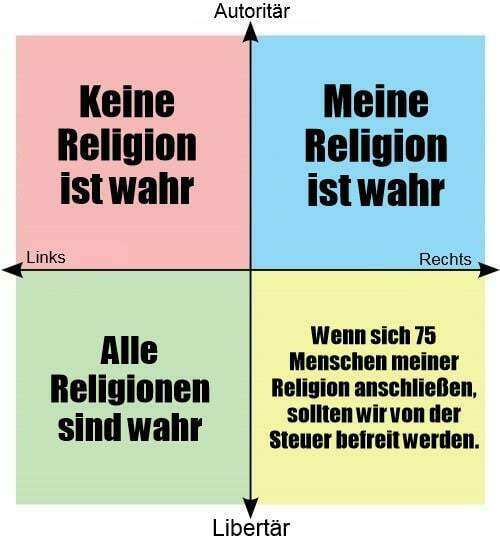 Autoritär
Keine
Religion
ist wahr
Meine
Religion
ist wahr
Links
Rechts
Alle
Religionen
sind wahr
Wenn sich 75
Menschen meiner
Religion anschließen,
sollten wir von der
Steuer befreit werden.
Libertär